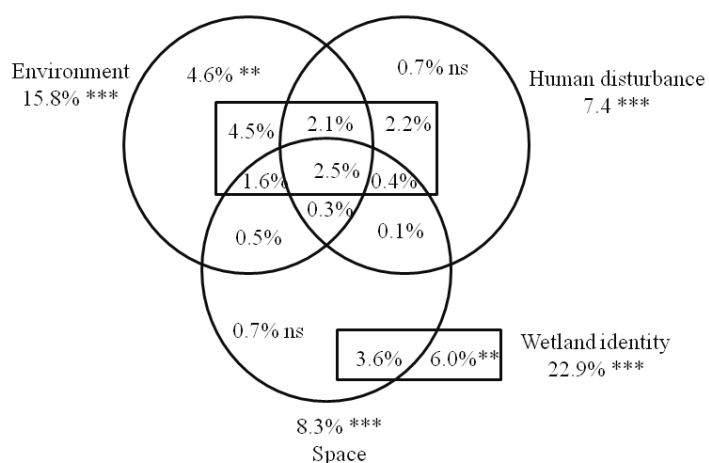 Environment
15.8% ***
4.6% **
0.7% ns
Human disturbance
7.4 ***
4.5%
2.1%
2.2%
1.6%
2.5%
0.4%
0.3%
0.5%
0.1%
0.7% ns
3.6%
6.0%**
Wetland identity
22.9% ***
8.3% ***
Space